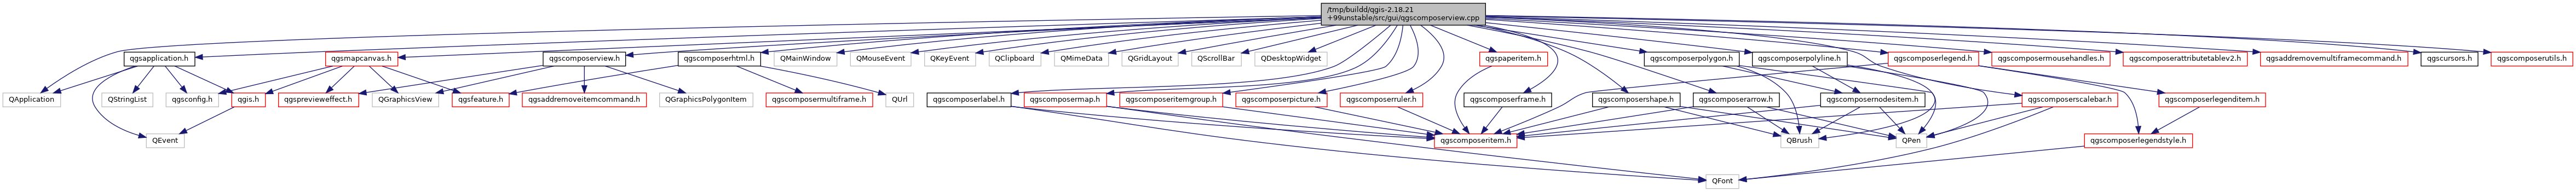 /tmp/buildd/qgis-2.18.21
+99unstable/src/gui/qgscomposerview.cpp
qgsapplication.h
qgsmapcanvas.h
qgscomposerview.h
qgscomposerhtml.h
QMainWindow
QMouseEvent
QKeyEvent
QClipboard
QMimeData
QGridLayout
QScrollBar
QDesktopWidget
qgspaperitem.h
qgscomposerpolygon.h
qgscomposerpolyline.h
qgscomposerlegend.h
qgscomposermousehandles.h
qgscomposerattributetablev2.h
qgsaddremovemultiframecommand.h
qgscursors.h
qgscomposerutils.h
QApplication
QStringList
qgsconfig.h
qgis.h
qgspreviewеffect.h
QGraphicsView
qgsfeature.h
qgsaddremoveitemcommand.h
QGraphicsPolygonItem
qgscomposermultiframe.h
QUrl
qgscomposerlabel.h
qgscomposermap.h
qgscomposeritemgroup.h
qgscomposerpicture.h
qgscomposerruler.h
qgscomposerframe.h
qgscomposershape.h
qgscomposerarrow.h
qgscomposernodesitem.h
qgscomposerscalebar.h
qgscomposerlegenditem.h
QEvent
qgscomposeritem.h
QBrush
QPen
qgscomposerlegendstyle.h
QFont